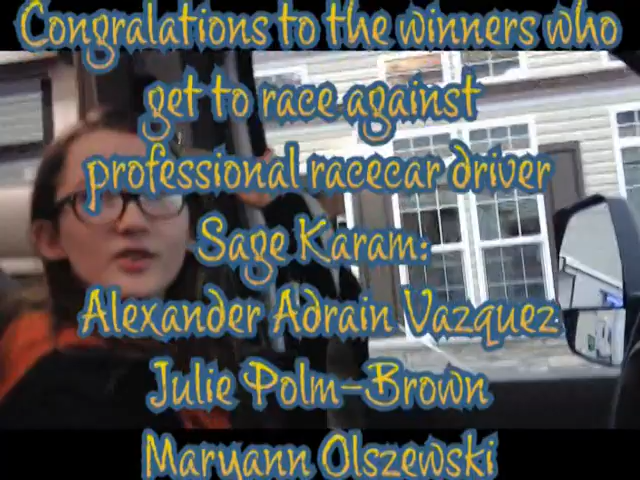 Congralations to the winners who
get to race against
professional racecar driver
Sage Karam:
Alexander Adrain Vazquez
Julie Polm-Brown
Maryann Olszewski